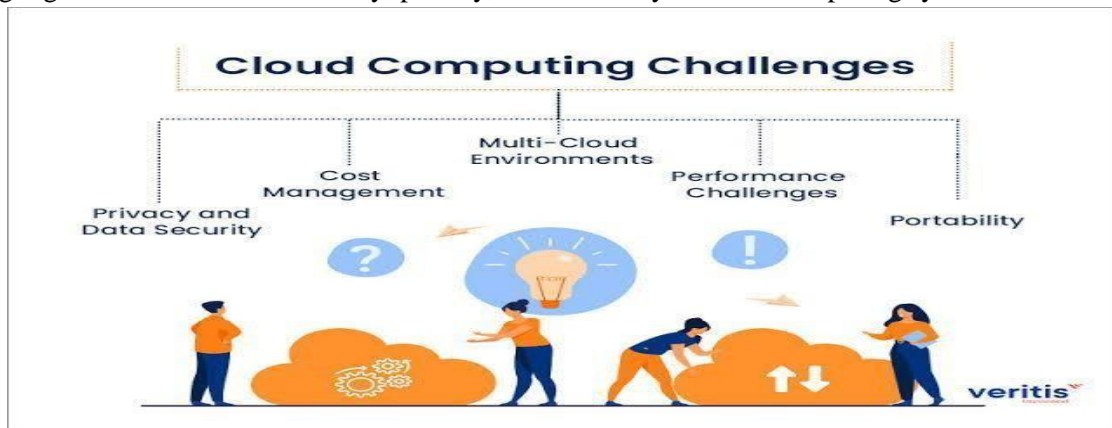 Cloud Computing Challenges
Multi-Cloud
Environments
Cost
Management
Performance
Challenges
Privacy and
Data Security
Portability
?
!
veritis